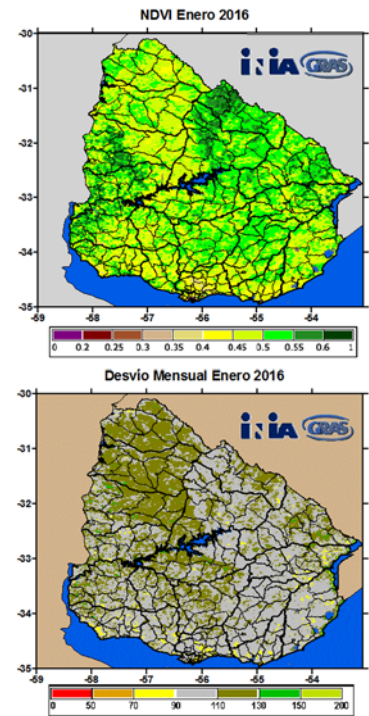 NDVI Enero 2016
-30
iNiA GRAS
-31
-32
-33
-34
-35
-59 -58 -57 -56 -55 -54
0 0.2 0.25 0.3 0.35 0.4 0.45 0.5 0.55 0.6 1
Desvio Mensual Enero 2016
-30
iNiA GRAS
-31
-32
-33
-34
-35
-59 -58 -57 -56 -55 -54
0 50 70 90 110 130 150 200